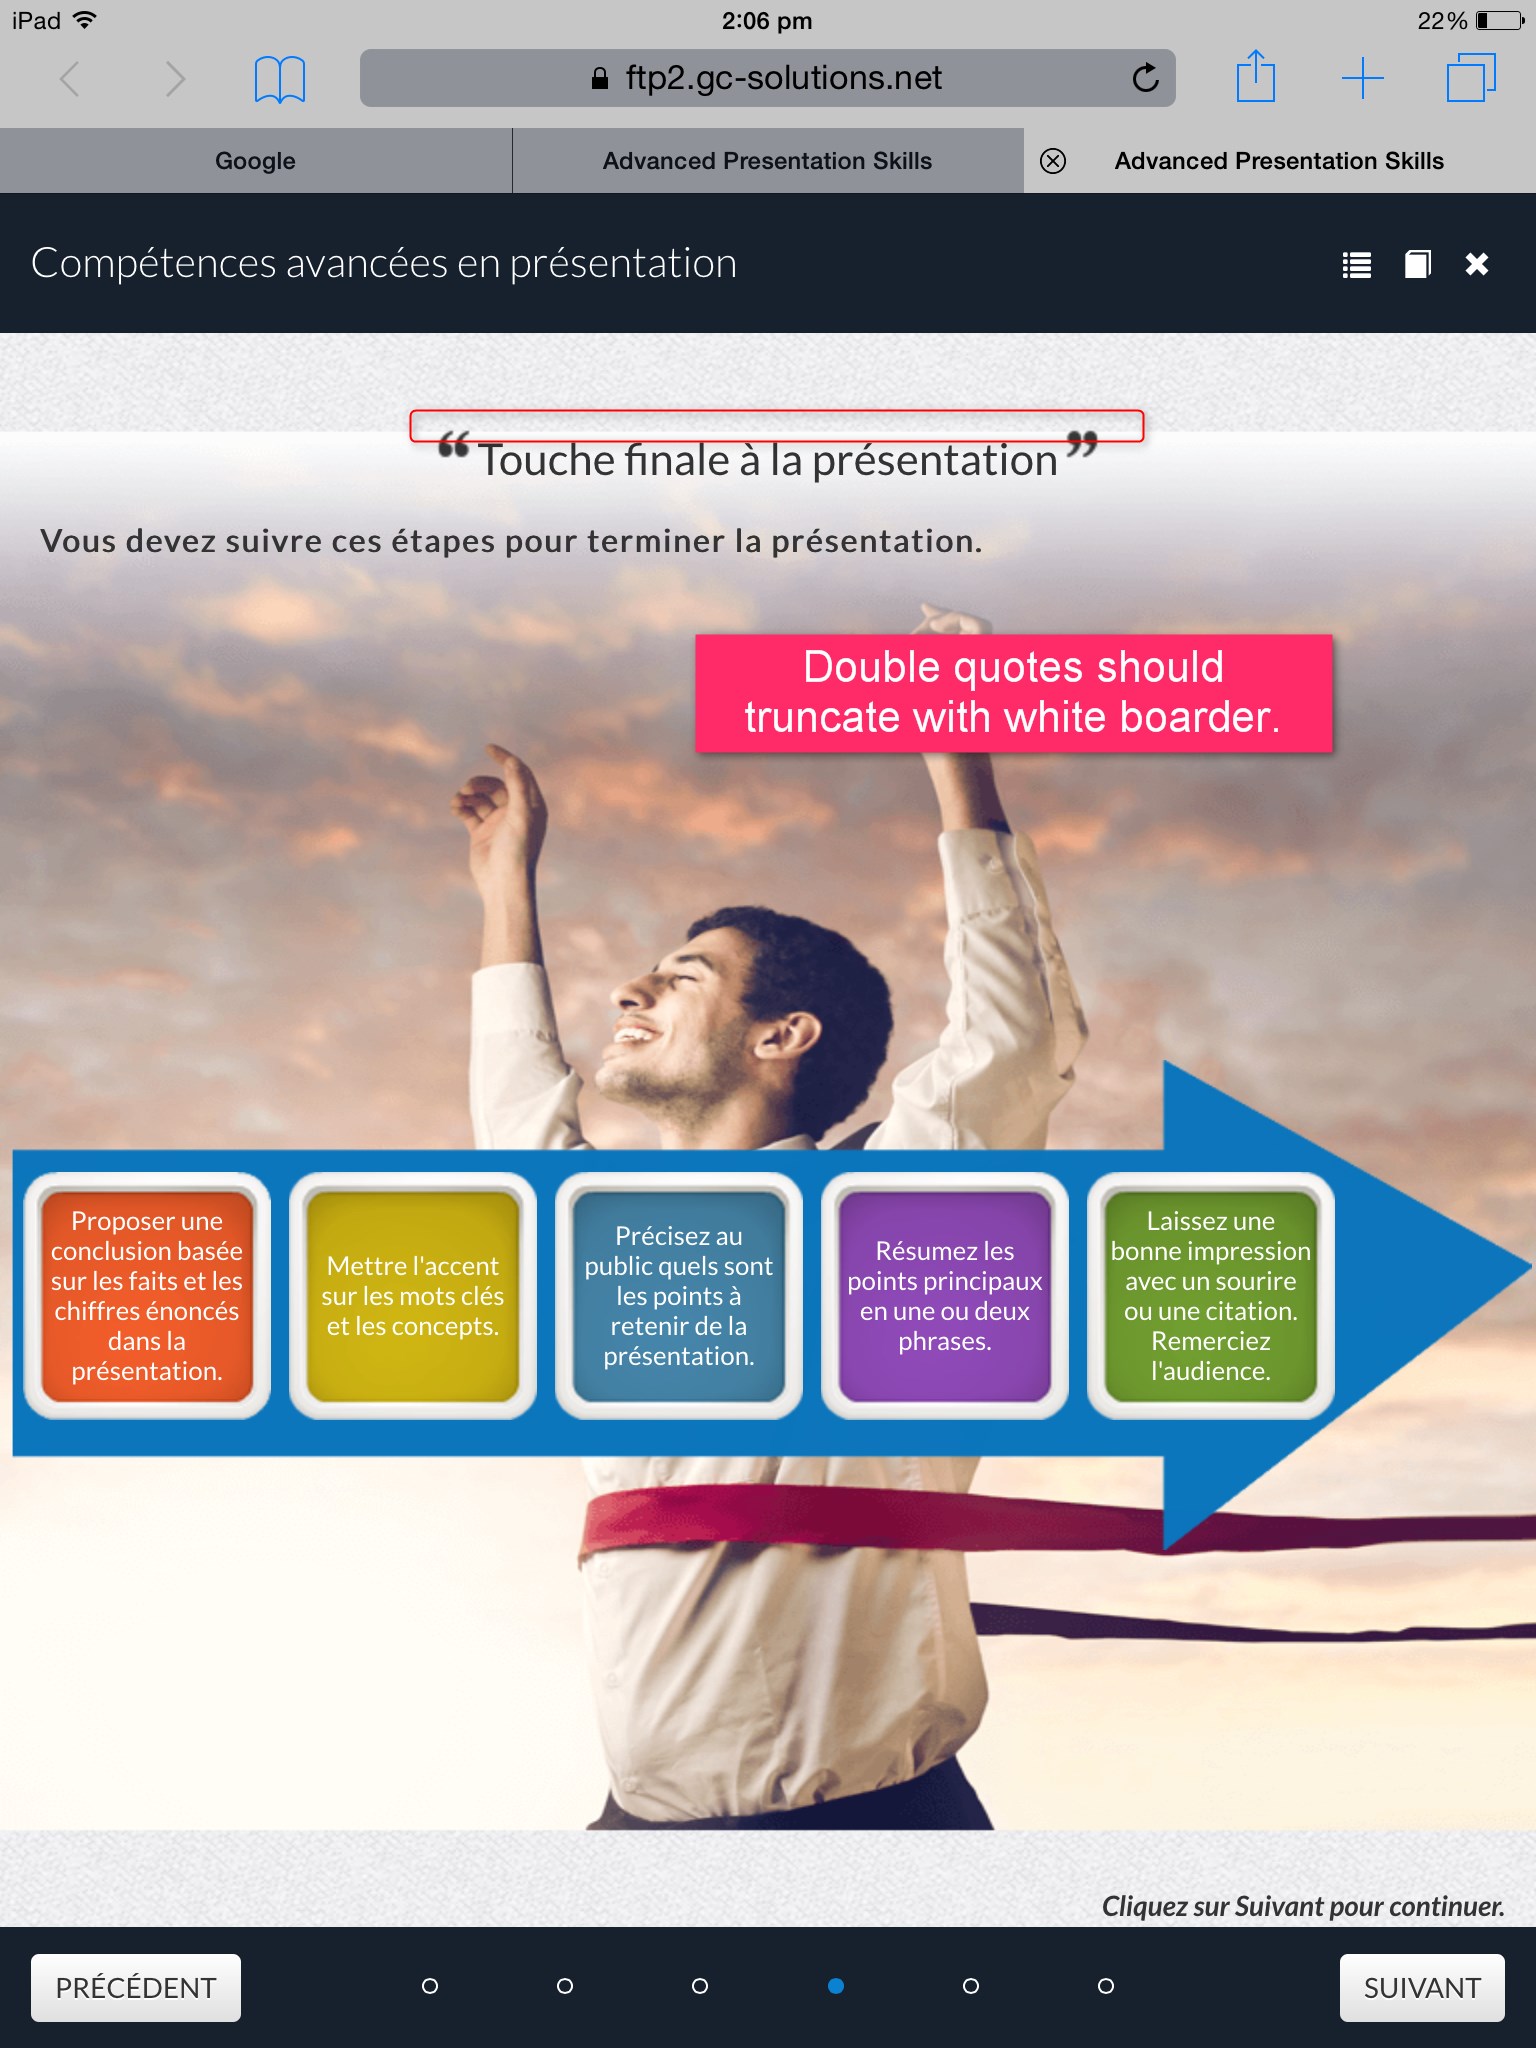 iPad 2:06 pm 22%
ftp2.gc-solutions.net
Google Advanced Presentation Skills Advanced Presentation Skills
Compétences avancées en présentation
“ Touche finale à la présentation ”
Vous devez suivre ces étapes pour terminer la présentation.
Double quotes should
truncate with white boarder.
Proposer une
conclusion basée
sur les faits et les
chiffres énoncés
dans la
présentation.
Mettre l'accent
sur les mots clés
et les concepts.
Précisez au
public quels sont
les points à
retenir de la
présentation.
Résumez les
points principaux
en une ou deux
phrases.
Laissez une
bonne impression
avec un sourire
ou une citation.
Remerciez
l'audience.
Cliquez sur Suivant pour continuer.
PRÉCÉDENT SUIVANT